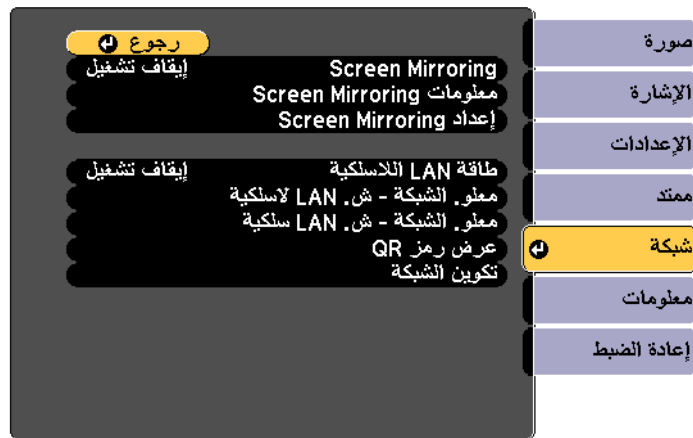 صورة
الإشارة
الإعدادات
ممتد
شبكة
معلومات
إعادة الضبط
رجوع
Screen Mirroring إيقاف تشغيل
معلومات Screen Mirroring
إعداد Screen Mirroring
طاقة LAN اللاسلكية إيقاف تشغيل
معلو. الشبكة - ش. LAN لاسلكية
معلو. الشبكة - ش. LAN سلكية
عرض رمز QR
تكوين الشبكة